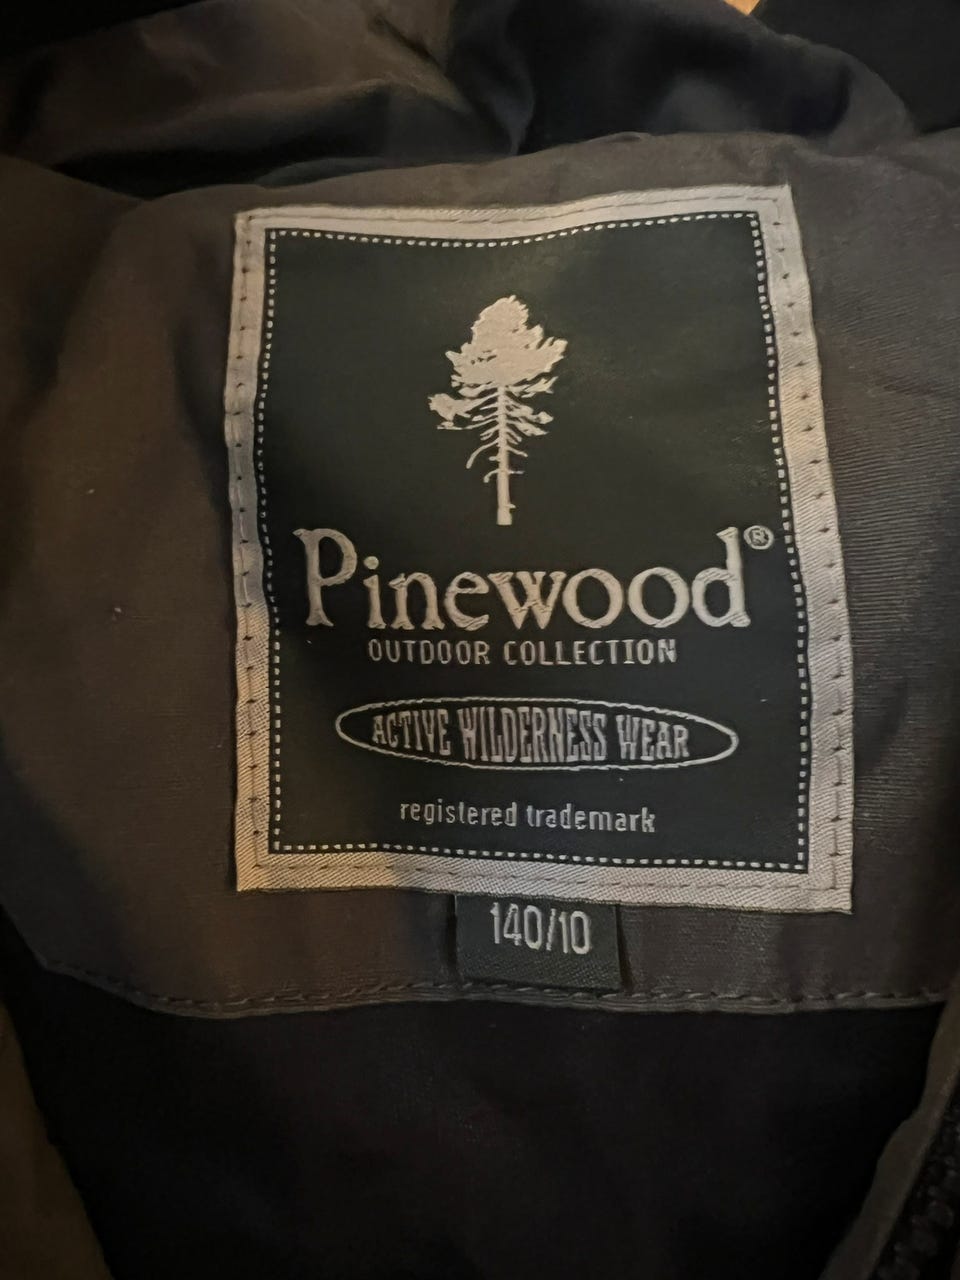 Pinewood®
OUTDOOR COLLECTION
ACTIVE WILDERNESS WEAR
registered trademark
140/10